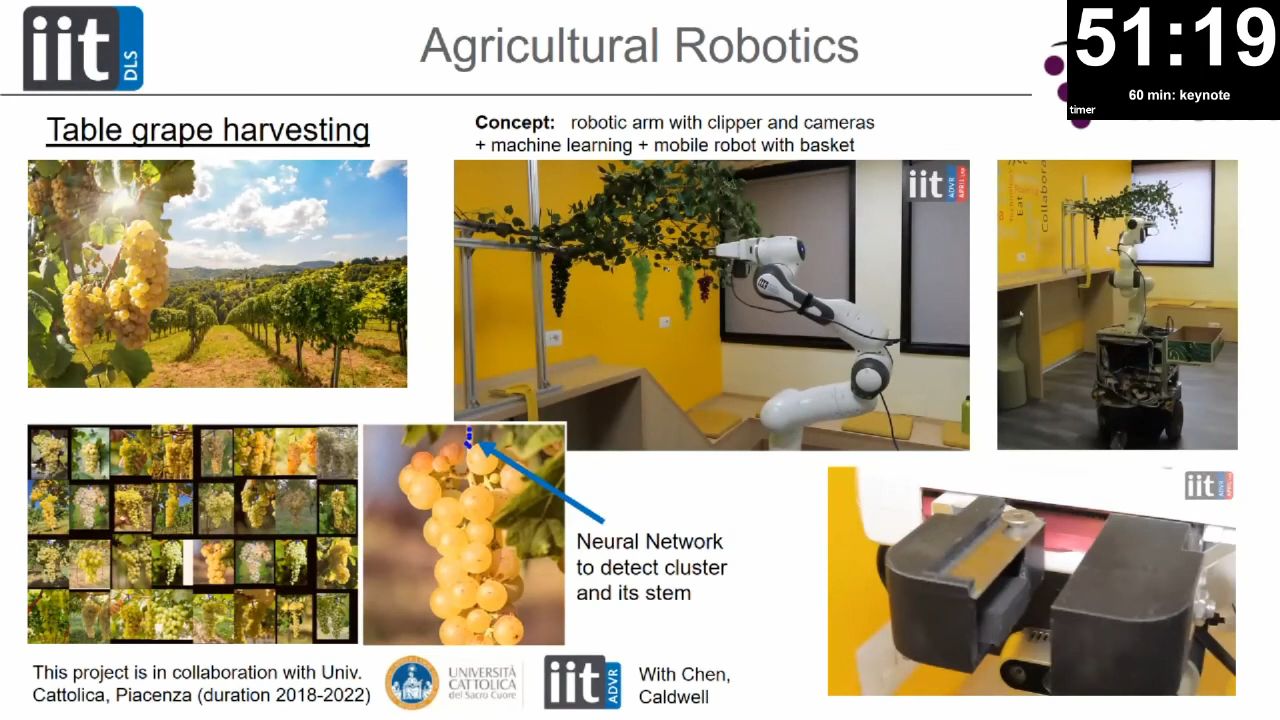 iit
DLS
Agricultural Robotics
51:19
60 min: keynote
timer
Table grape harvesting
Concept: robotic arm with clipper and cameras
+ machine learning + mobile robot with basket
iit
ADVR
Eat
Collabora
iit
Neural Network
to detect cluster
and its stem
This project is in collaboration with Univ.
Cattolica, Piacenza (duration 2018-2022)
UNIVERSITÀ
CATTOLICA
del Sacro Cuore
iit
ADVR
With Chen,
Caldwell